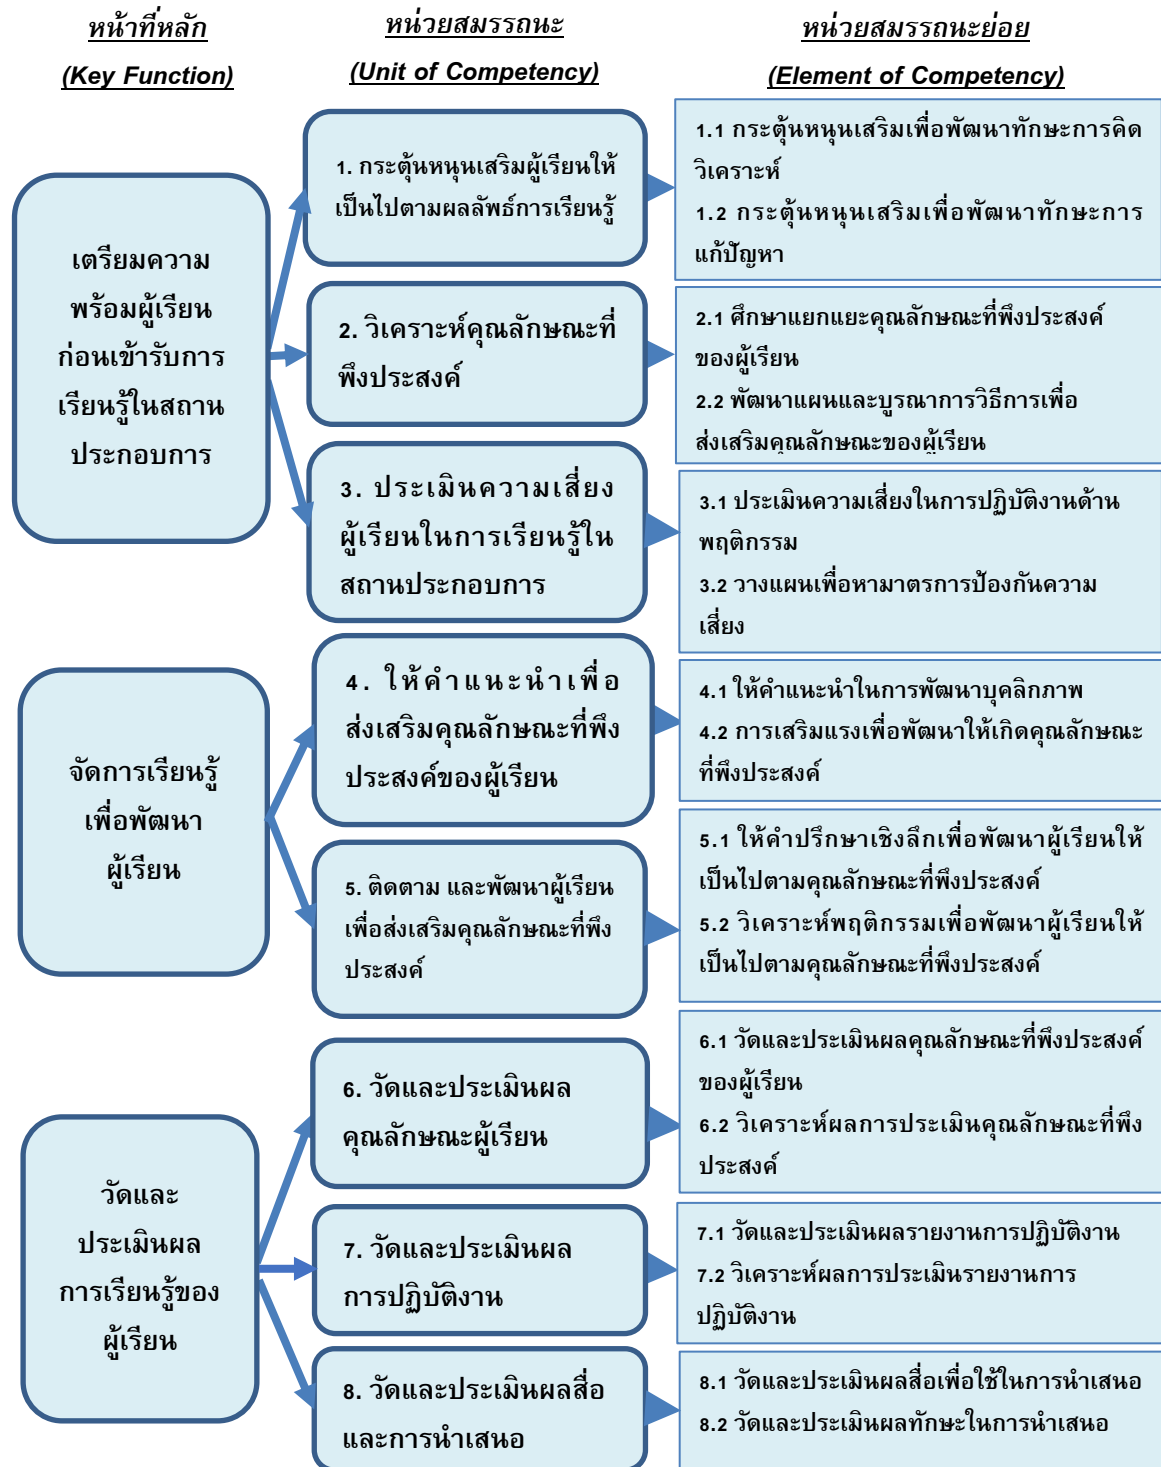 หน้าที่หลัก
(Key Function)
หน่วยสมรรถนะ
(Unit of Competency)
หน่วยสมรรถนะย่อย
(Element of Competency)
เตรียมความ
พร้อมผู้เรียน
ก่อนเข้ารับการ
เรียนรู้ในสถาน
ประกอบการ
1. กระตุ้นหนุนเสริมผู้เรียนให้
เป็นไปตามผลลัพธ์การเรียนรู้
1.1 กระตุ้นหนุนเสริมเพื่อพัฒนาทักษะการคิด
วิเคราะห์
1.2 กระตุ้นหนุนเสริมเพื่อพัฒนาทักษะการ
แก้ปัญหา
2. วิเคราะห์คุณลักษณะที่
พึงประสงค์
2.1 ศึกษาแยกแยะคุณลักษณะที่พึงประสงค์
ของผู้เรียน
2.2 พัฒนาแผนและบูรณาการวิธีการเพื่อ
ส่งเสริมคุณลักษณะของผู้เรียน
3. ประเมินความเสี่ยง
ผู้เรียนในการเรียนรู้ใน
สถานประกอบการ
3.1 ประเมินความเสี่ยงในการปฏิบัติงานด้าน
พฤติกรรม
3.2 วางแผนเพื่อหามาตรการป้องกันความ
เสี่ยง
จัดการเรียนรู้
เพื่อพัฒนา
ผู้เรียน
4. ให้คำแนะนำเพื่อ
ส่งเสริมคุณลักษณะที่พึง
ประสงค์ของผู้เรียน
4.1 ให้คำแนะนำในการพัฒนาบุคลิกภาพ
4.2 การเสริมแรงเพื่อพัฒนาให้เกิดคุณลักษณะ
ที่พึงประสงค์
5. ติดตาม และพัฒนาผู้เรียน
เพื่อส่งเสริมคุณลักษณะที่พึง
ประสงค์
5.1 ให้คำปรึกษาเชิงลึกเพื่อพัฒนาผู้เรียนให้
เป็นไปตามคุณลักษณะที่พึงประสงค์
5.2 วิเคราะห์พฤติกรรมเพื่อพัฒนาผู้เรียนให้
เป็นไปตามคุณลักษณะที่พึงประสงค์
วัดและ
ประเมินผล
การเรียนรู้ของ
ผู้เรียน
6. วัดและประเมินผล
คุณลักษณะผู้เรียน
6.1 วัดและประเมินผลคุณลักษณะที่พึงประสงค์
ของผู้เรียน
6.2 วิเคราะห์ผลการประเมินคุณลักษณะที่พึง
ประสงค์
7. วัดและประเมินผล
การปฏิบัติงาน
7.1 วัดและประเมินผลรายงานการปฏิบัติงาน
7.2 วิเคราะห์ผลการประเมินรายงานการ
ปฏิบัติงาน
8. วัดและประเมินผลสื่อ
และการนำเสนอ
8.1 วัดและประเมินผลสื่อเพื่อใช้ในการนำเสนอ
8.2 วัดและประเมินผลทักษะในการนำเสนอ